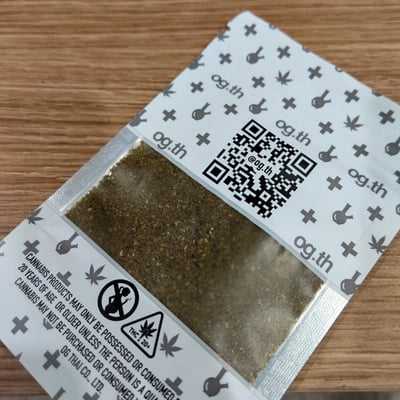 og.th
og.th
og.th
og.th
og.th
@og.th
CANNABIS PRODUCTS MAY ONLY BE POSSESSED OR CONSUMED
20 YEARS OF AGE OR OLDER UNLESS THE PERSON IS A
CANNABIS MAY NOT BE PURCHASED OR CONSUMED
OG THAI CO., LTD.
THC | 20+